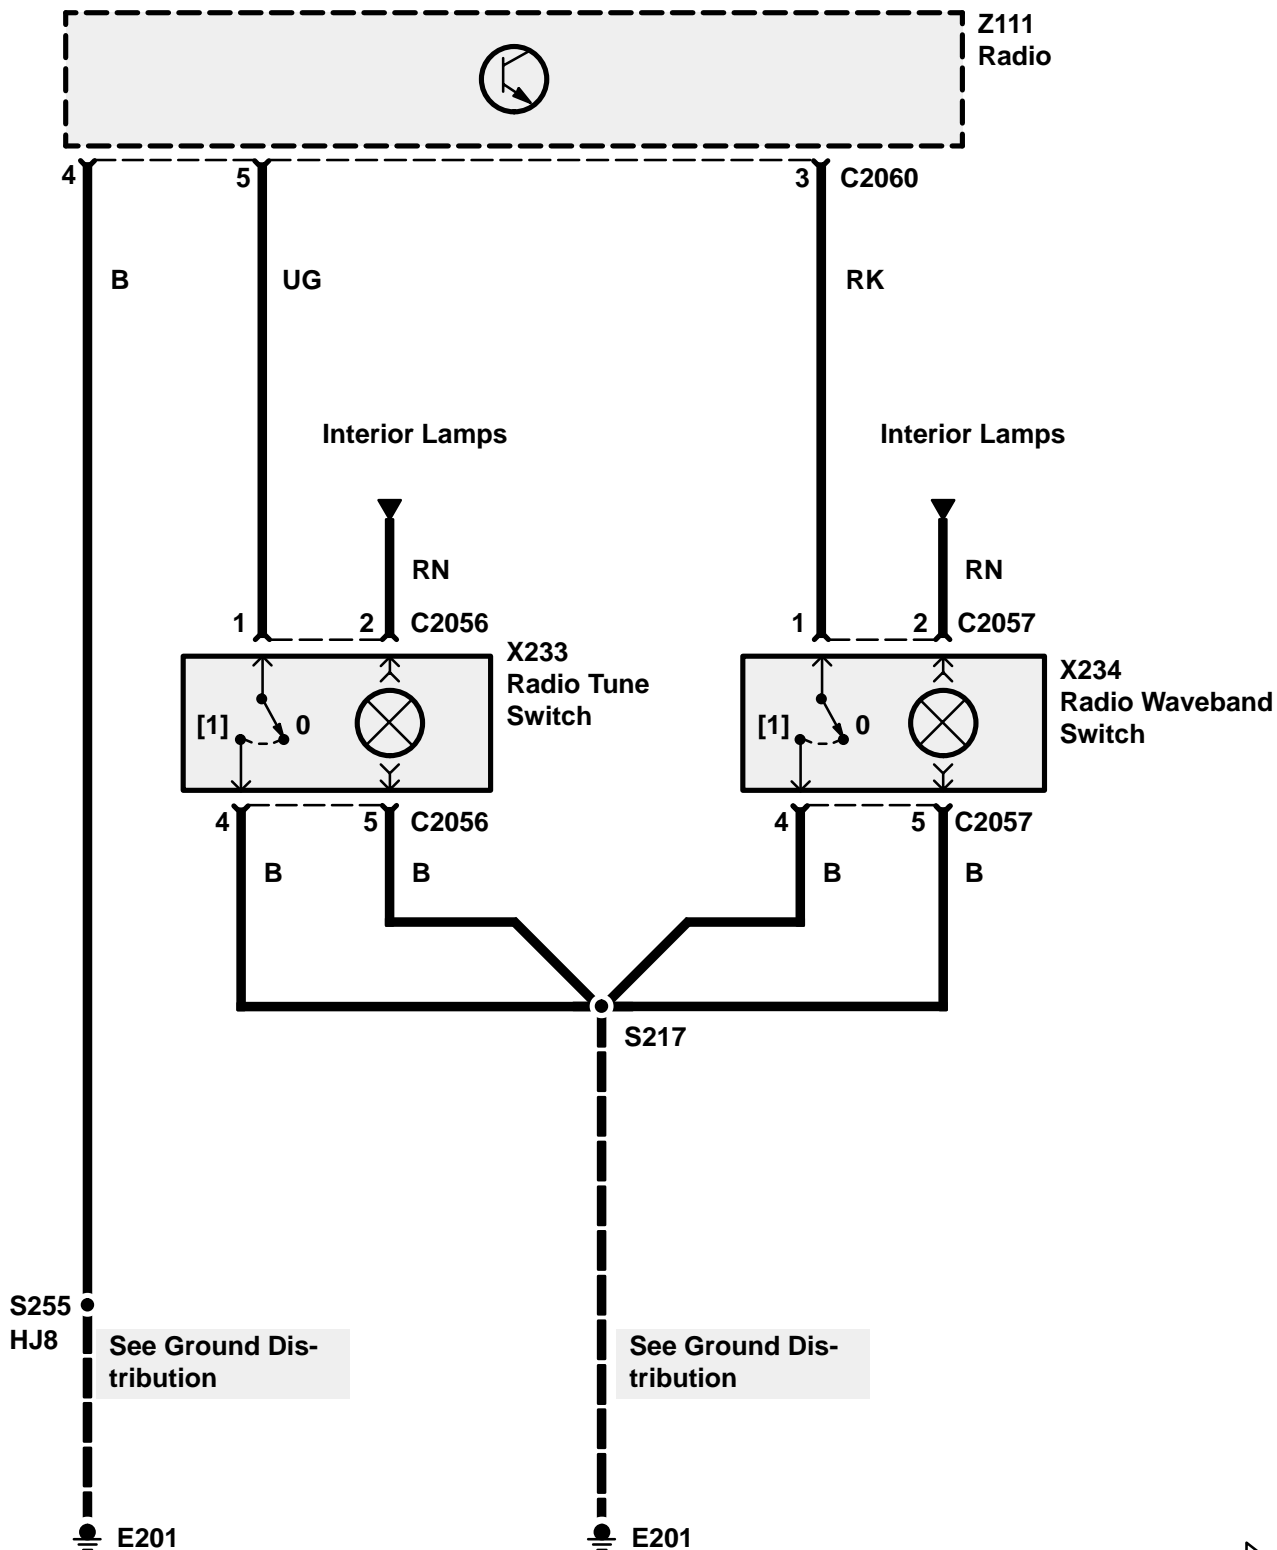 Z111
Radio
4
5
3
C2060
B
UG
RK
Interior Lamps
Interior Lamps
RN
RN
1
2
C2056
1
2
C2057
X233
Radio Tune
Switch
X234
Radio Waveband
Switch
[1]
0
[1]
0
4
5
C2056
4
5
C2057
B
B
B
B
S217
S255
HJ8
See Ground Dis-
tribution
See Ground Dis-
tribution
E201
E201